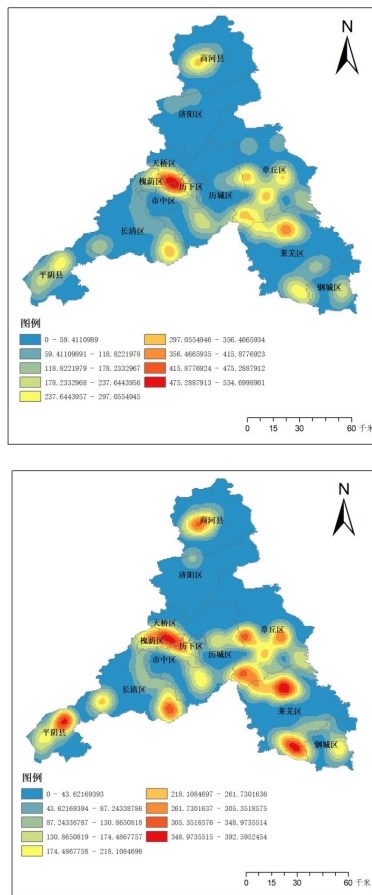 N
商河县
济阳区
天桥区
槐荫区
历下区
历城区
章丘区
市中区
长清区
莱芜区
平阴县
钢城区
图例
0 - 59.4110989
297.0554946 - 356.4665934
59.41109891 - 118.8221978
356.4665935 - 415.8776923
118.8221979 - 178.2332967
415.8776924 - 475.2887912
178.2332968 - 237.6443956
475.2887913 - 534.6998901
237.6443957 - 297.0554945
0 15 30 60 千米
N
商河县
济阳区
天桥区
槐荫区
历下区
历城区
章丘区
市中区
长清区
莱芜区
平阴县
钢城区
图例
0 - 43.62169393
218.1084697 - 261.7301636
43.62169394 - 87.24338786
261.7301637 - 305.3518575
87.24338787 - 130.8650818
305.3518576 - 348.9735514
130.8650819 - 174.4867757
348.9735515 - 392.5952454
174.4867758 - 218.1084696
0 15 30 60 千米